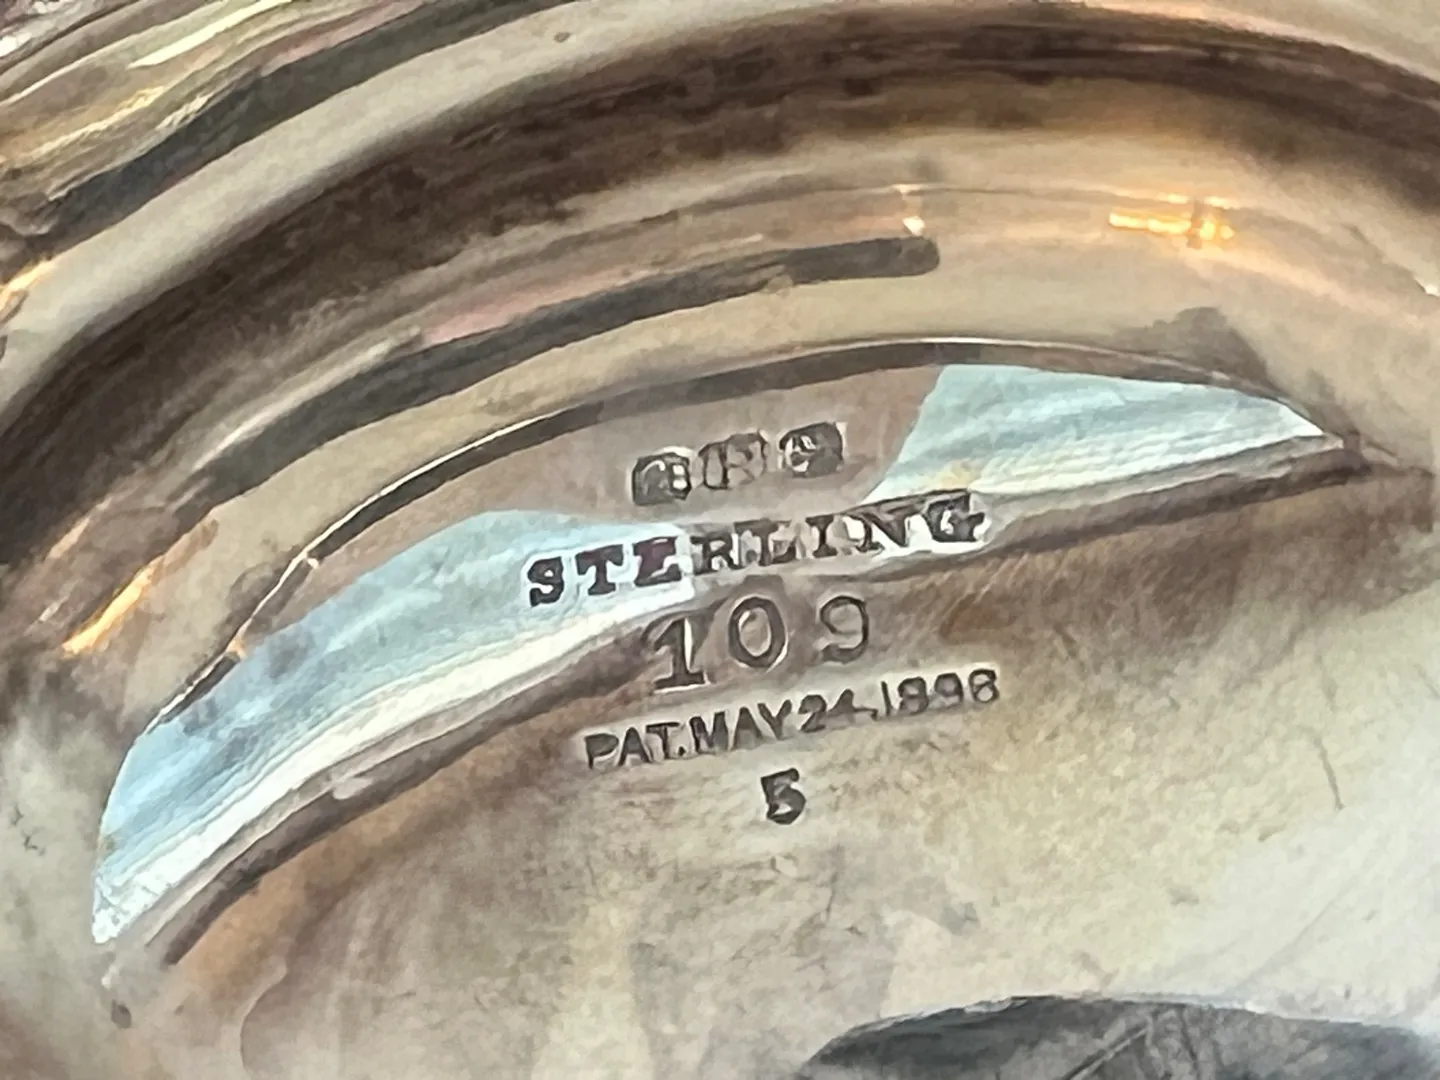 STERLING
109
PAT. MAY 24, 1898
5